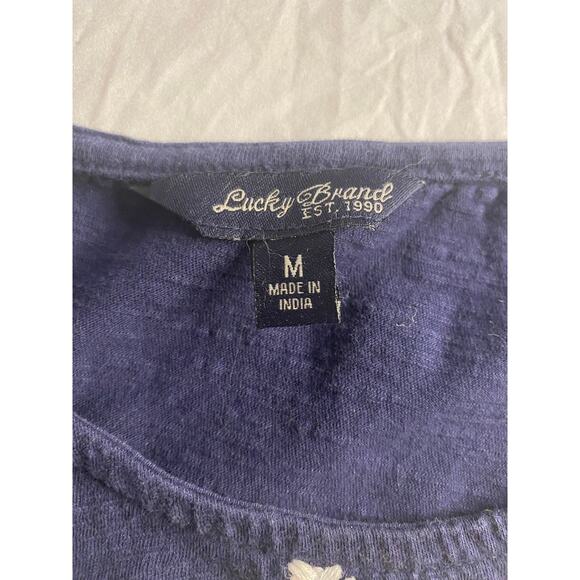 Lucky Brand
EST. 1990
M
MADE IN
INDIA